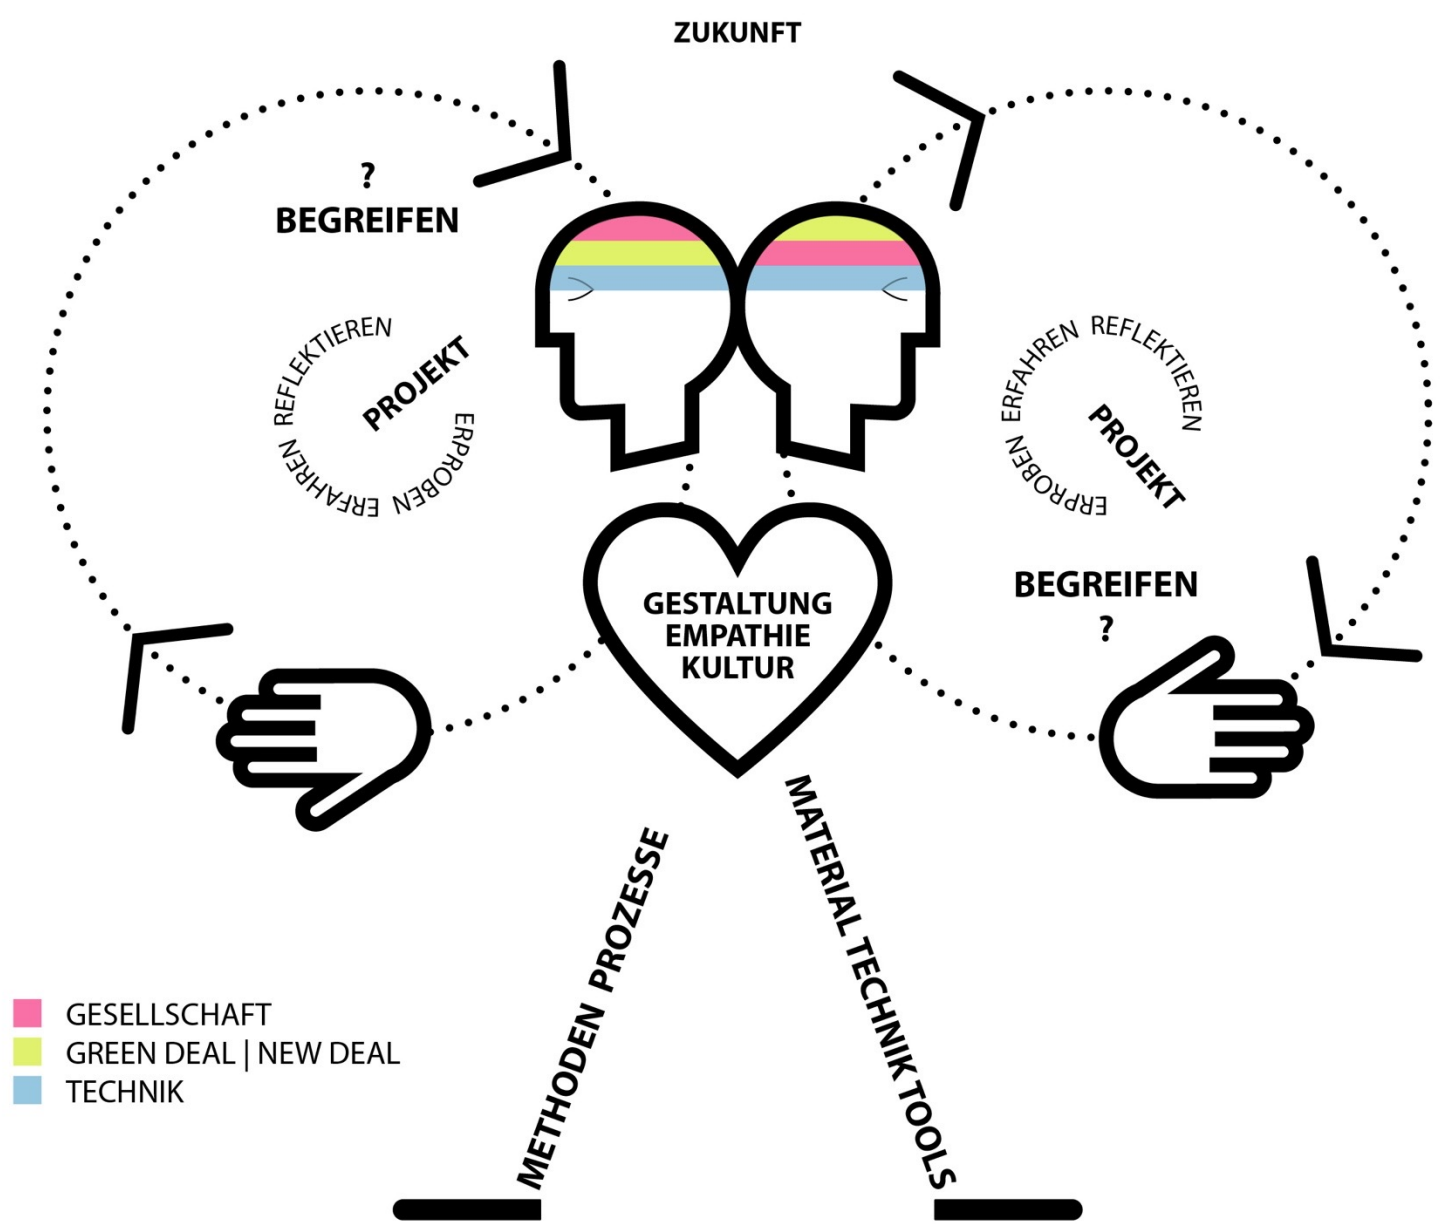 ZUKUNFT
?
BEGREIFEN
REFLEKTIEREN
ERFAHREN
ERPROBEN
PROJEKT
ERPROBEN
ERFAHREN
REFLEKTIEREN
PROJEKT
BEGREIFEN
?
GESTALTUNG
EMPATHIE
KULTUR
METHODEN PROZESSE
MATERIAL TECHNIK TOOLS
GESELLSCHAFT
GREEN DEAL | NEW DEAL
TECHNIK